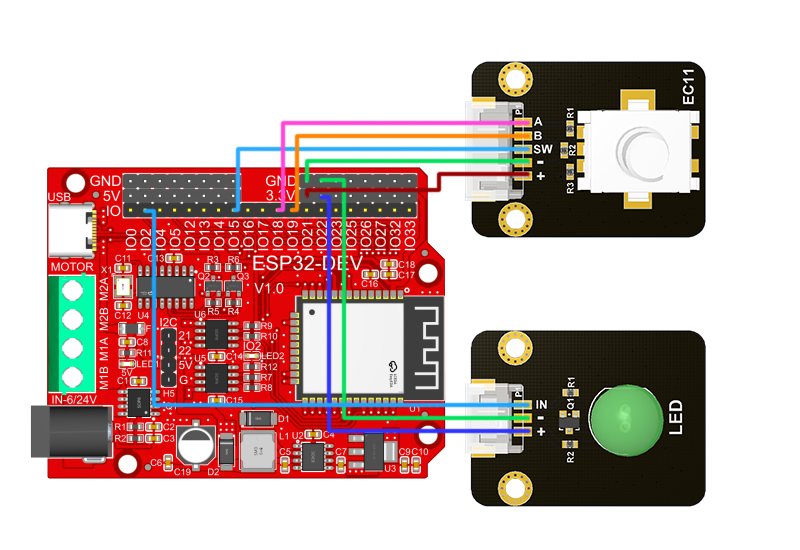 EC11
P
A
B
SW
-
+
R1
R2
R3
GND
5V
IO
GND
3.3V
IO0
IO2
IO4
IO5
IO12
IO13
IO14
IO15
IO16
IO17
IO18
IO19
IO21
IO22
IO23
IO25
IO26
IO27
IO32
IO33
USB
MOTOR
M2A
M2B
M1A
M1B
IN-6/24V
X1
C11
C13
C12
U4
R3
R6
Q2
Q3
R5
R4
ESP32-DEV
V1.0
C18
C17
C16
F
C8
R11
LED1
5V
C1
I2C
21
22
5V
G
H5
U6
R9
R10
IO2
LED2
C14
U5
R12
R7
R8
C15
U1
R1
R2
C2
C3
C6
C19
D2
D1
L1
U2
C4
C5
C7
U3
C9
C10
LED
P
IN
-
+
R1
Q1
R2